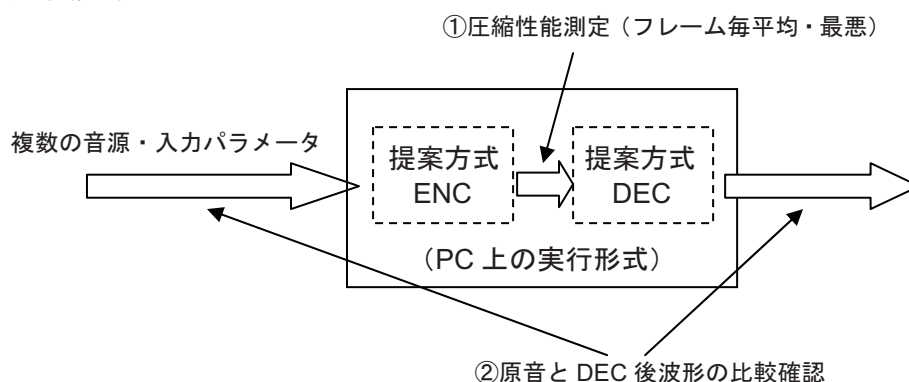 ①圧縮性能測定（フレーム毎平均・最悪）
複数の音源・入力パラメータ
提案方式
ENC
提案方式
DEC
（PC 上の実行形式）
②原音と DEC 後波形の比較確認